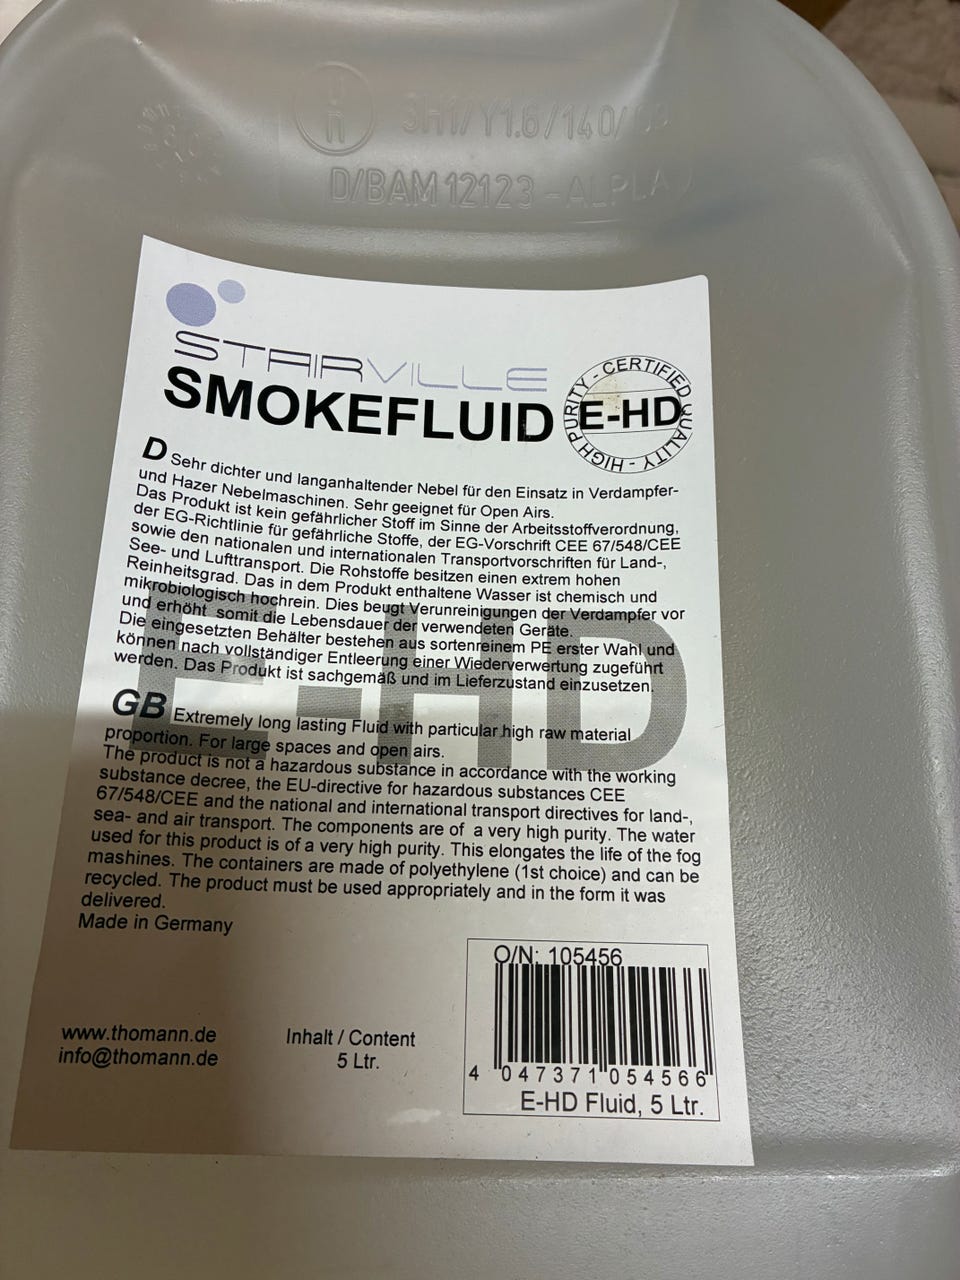 UN
3H1/Y1.6/140/
D/BAM 12123 - ALPLA
STAIRVILLE
SMOKEFLUID
CERTIFIED QUALITY - HIGH PURITY -
E-HD
D Sehr dichter und langanhaltender Nebel für den Einsatz in Verdampfer-
und Hazer Nebelmaschinen. Sehr geeignet für Open Airs.
Das Produkt ist kein gefährlicher Stoff im Sinne der Arbeitsstoffverordnung,
der EG-Richtlinie für gefährliche Stoffe, der EG-Vorschrift CEE 67/548/CEE
sowie den nationalen und internationalen Transportvorschriften für Land-,
See- und Lufttransport. Die Rohstoffe besitzen einen extrem hohen
Reinheitsgrad. Das in dem Produkt enthaltene Wasser ist chemisch und
mikrobiologisch hochrein. Dies beugt Verunreinigungen der Verdampfer vor
und erhöht somit die Lebensdauer der verwendeten Geräte.
Die eingesetzten Behälter bestehen aus sortenreinem PE erster Wahl und
können nach vollständiger Entleerung einer Wiederverwertung zugeführt
werden. Das Produkt ist sachgemäß und im Lieferzustand einzusetzen.
E-HD
GB Extremely long lasting Fluid with particular high raw material
proportion. For large spaces and open airs.
The product is not a hazardous substance in accordance with the working
substance decree, the EU-directive for hazardous substances CEE
67/548/CEE and the national and international transport directives for land-,
sea- and air transport. The components are of a very high purity. The water
used for this product is of a very high purity. This elongates the life of the fog
mashines. The containers are made of polyethylene (1st choice) and can be
recycled. The product must be used appropriately and in the form it was
delivered.
Made in Germany
www.thomann.de
info@thomann.de
Inhalt / Content
5 Ltr.
O/N: 105456
4 047371 054566
E-HD Fluid, 5 Ltr.